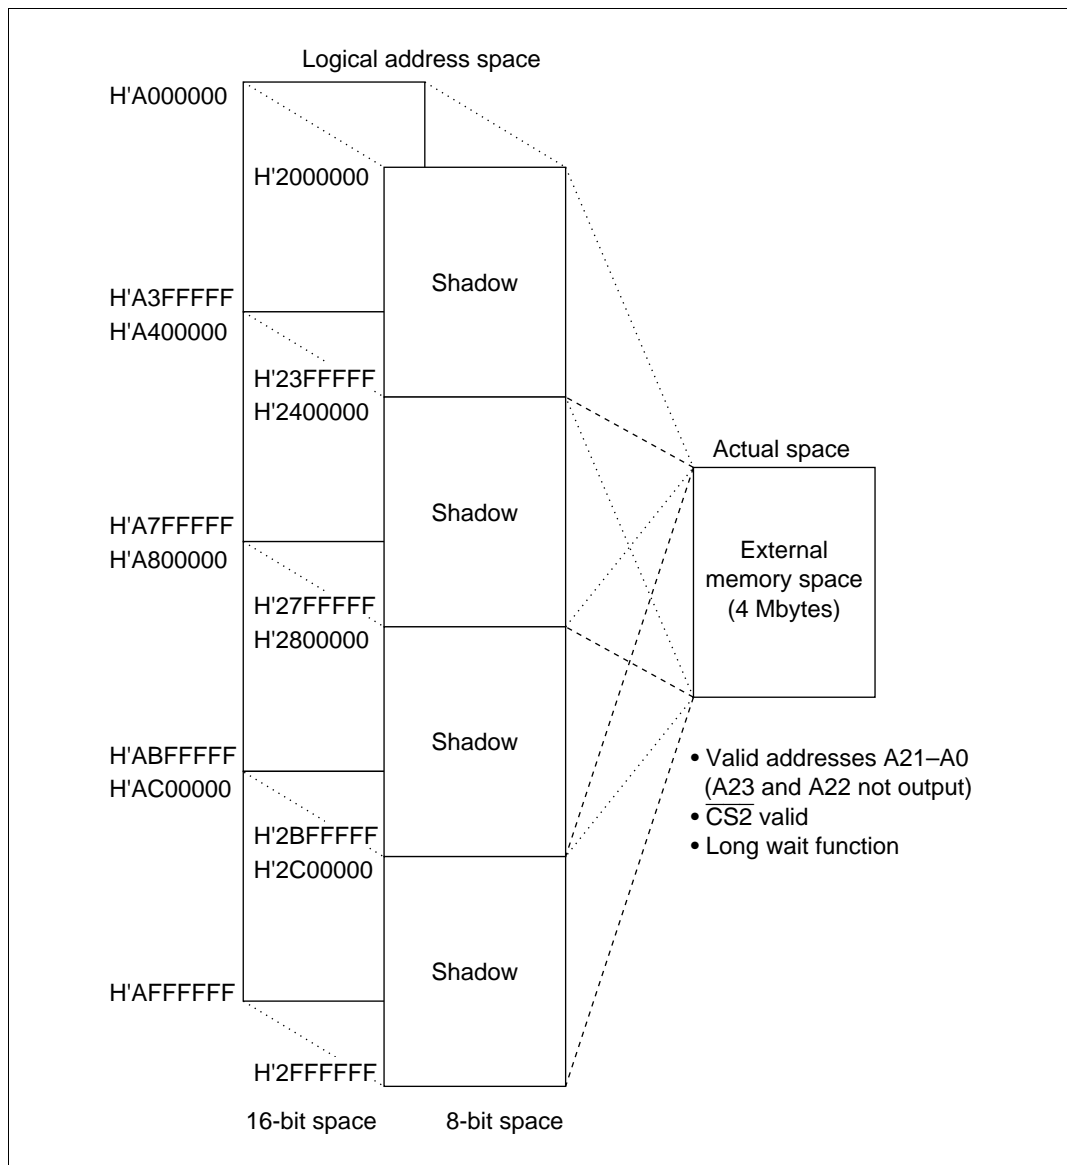 Logical address space
H'A000000
H'2000000
Shadow
H'A3FFFFF
H'A400000
H'23FFFFF
H'2400000
Actual space
Shadow
H'A7FFFFF
H'A800000
External
memory space
(4 Mbytes)
H'27FFFFF
H'2800000
Shadow
H'ABFFFFF
H'AC00000
• Valid addresses A21–A0
(A23 and A22 not output)
• CS2 valid
• Long wait function
H'2BFFFFF
H'2C00000
Shadow
H'AFFFFFF
H'2FFFFFF
16-bit space
8-bit space